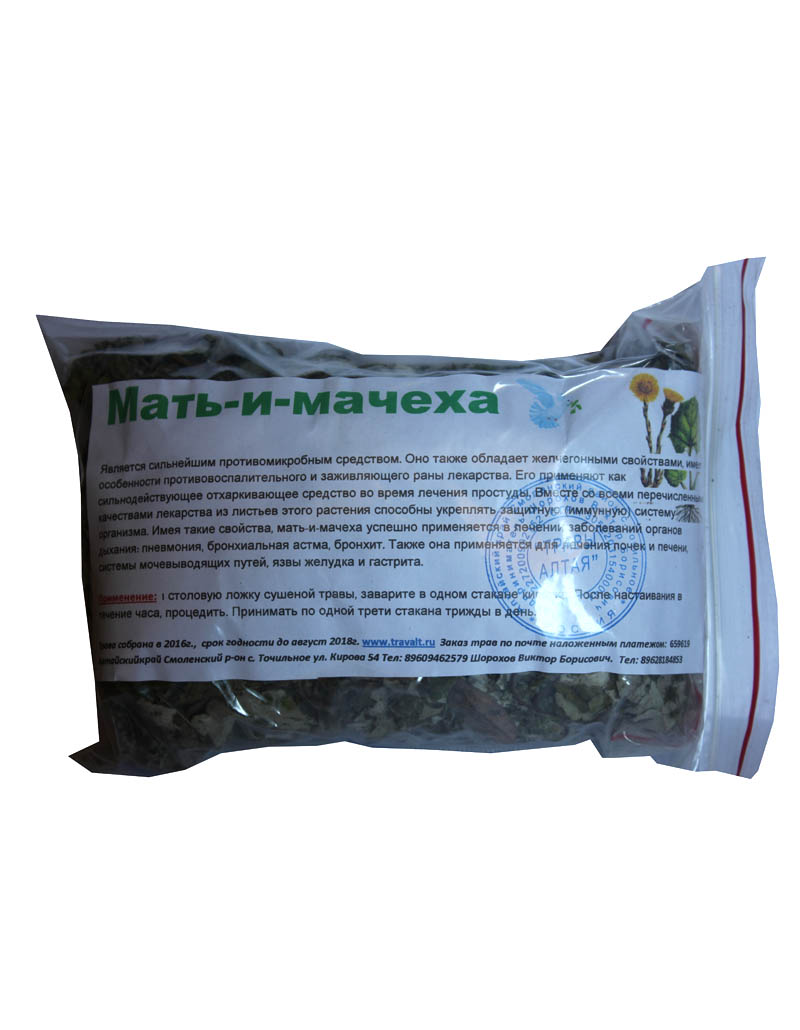 Мать-и-мачеха
Является сильнейшим противомикробным средством. Оно также обладает желчегонными свойствами, имеет
особенности противовоспалительного и заживляющего раны лекарства. Его применяют как
сильнодействующее отхаркивающее средство во время лечения простуды. Вместе со всеми перечисленными
качествами лекарства из листьев этого растения способны укреплять защитную (иммунную) систему
организма. Имея такие свойства, мать-и-мачеха успешно применяется в лечении заболеваний органов
дыхания: пневмония, бронхиальная астма, бронхит. Также она применяется для лечения почек и печени,
системы мочевыводящих путей, язвы желудка и гастрита.
Применение: 1 столовую ложку сушеной травы, заварите в одном стакане После настаивания в
течение часа, процедить. Принимать по одной трети стакана трижды в день.
Трава собрана в 2016г., срок годности до август 2018г. www.travalt.ru Заказ трав по почте наложенным платежом: 659619
Алтайскийкрай Смоленский р-он с, Точильное ул. Кирова 54 Тел: 89609462579 Шорохов Виктор Борисович. Тел: 89628184853
АЛТАЯ"